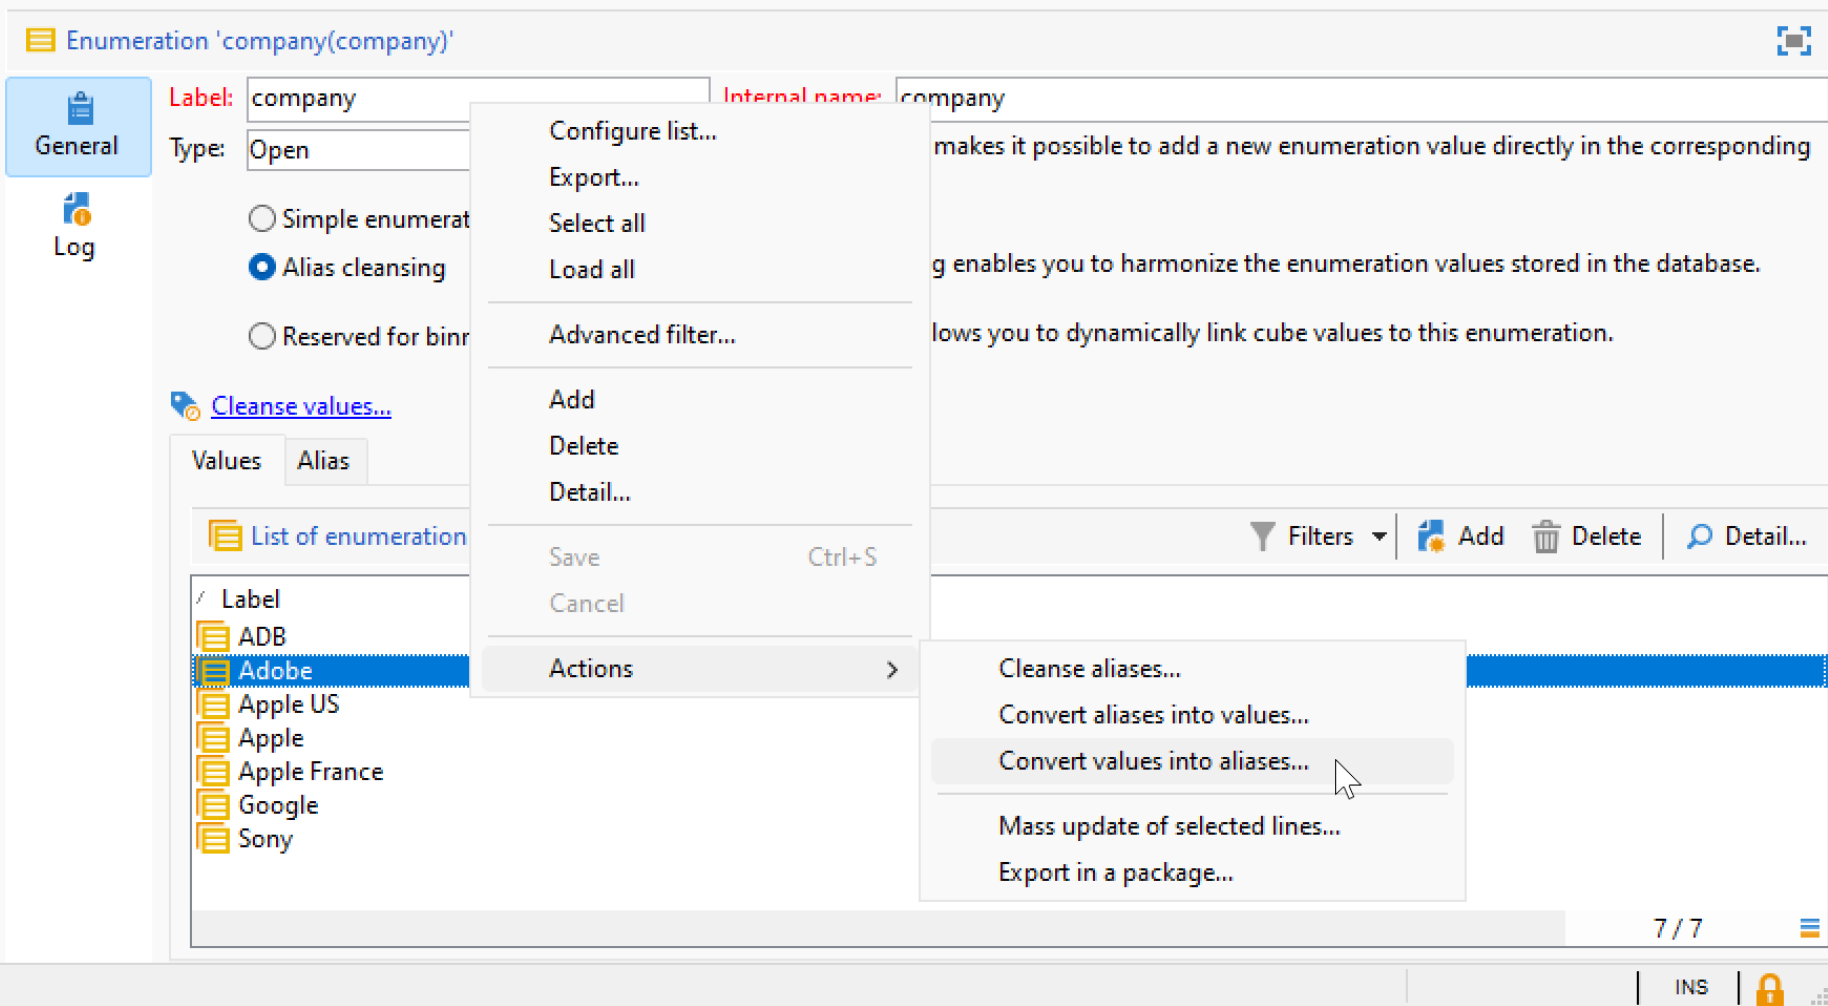 Enumeration 'company(company)'
General
Log
Label: company
Internal name: company
Type: Open
makes it possible to add a new enumeration value directly in the corresponding
Simple enumerat
Alias cleansing
g enables you to harmonize the enumeration values stored in the database.
Reserved for binr
lows you to dynamically link cube values to this enumeration.
Cleanse values...
Values Alias
List of enumeration
Filters Add Delete Detail...
Label
ADB
Adobe
Apple US
Apple
Apple France
Google
Sony
7 / 7
INS
Configure list...
Export...
Select all
Load all
Advanced filter...
Add
Delete
Detail...
Save Ctrl+S
Cancel
Actions
Cleanse aliases...
Convert aliases into values...
Convert values into aliases...
Mass update of selected lines...
Export in a package...